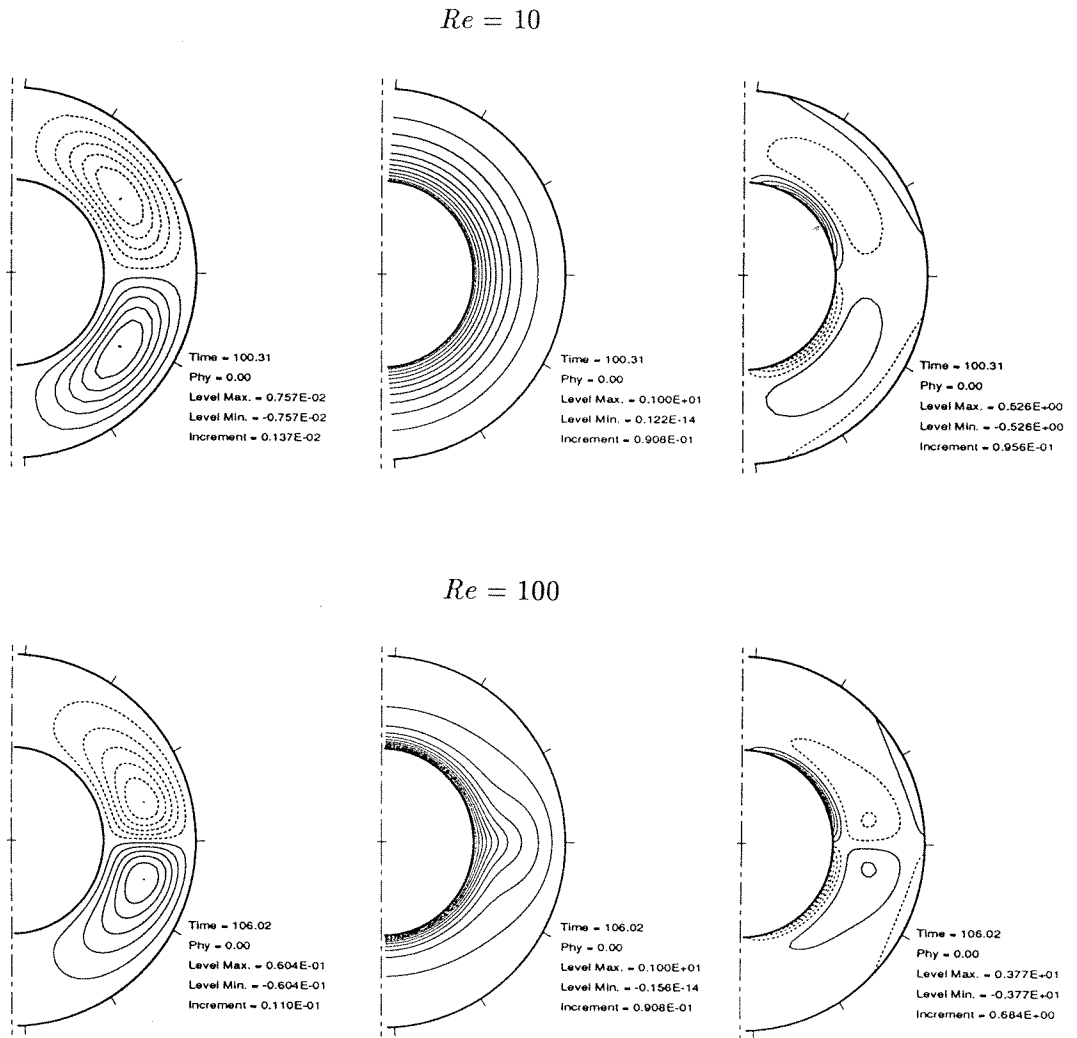 Re = 10
Time = 100.31
Phy = 0.00
Level Max. = 0.757E-02
Level Min. = -0.757E-02
Increment = 0.137E-02
Time = 100.31
Phy = 0.00
Level Max. = 0.100E+01
Level Min. = 0.122E-14
Increment = 0.908E-01
Time = 100.31
Phy = 0.00
Level Max. = 0.526E+00
Level Min. = -0.526E+00
Increment = 0.956E-01
Re = 100
Time = 106.02
Phy = 0.00
Level Max. = 0.604E-01
Level Min. = -0.604E-01
Increment = 0.110E-01
Time = 106.02
Phy = 0.00
Level Max. = 0.100E+01
Level Min. = -0.156E-14
Increment = 0.908E-01
Time = 106.02
Phy = 0.00
Level Max. = 0.377E+01
Level Min. = -0.377E+01
Increment = 0.684E+00